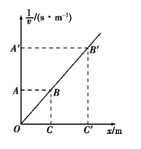 1/v/(s·m⁻¹)
A′ B′
A B
O C C′ x/m